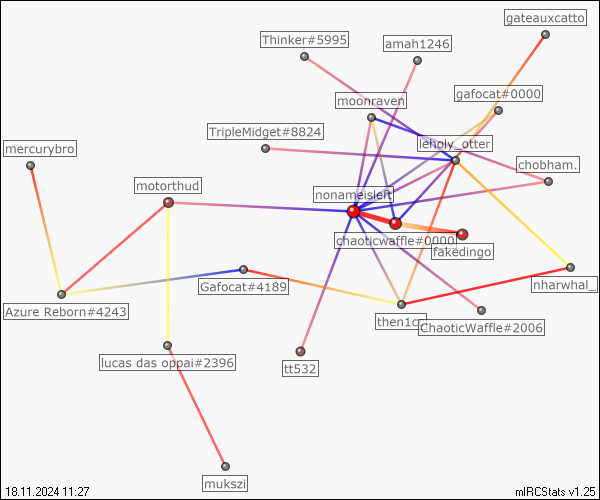 gateauxcatto
Thinker#5995
amah1246
gafocat#0000
moonraven
TripleMidget#8824
leholy_otter
mercurybro
chobham.
motorthud
nonameisleft
chaoticwaffle#0000
fakedingo
Gafocat#4189
nharwhal_
Azure Reborn#4243
ChaoticWaffle#2006
lucas das oppai#2396
tt532
mukszi
18.11.2024 11:27
mIRCStats v1.25